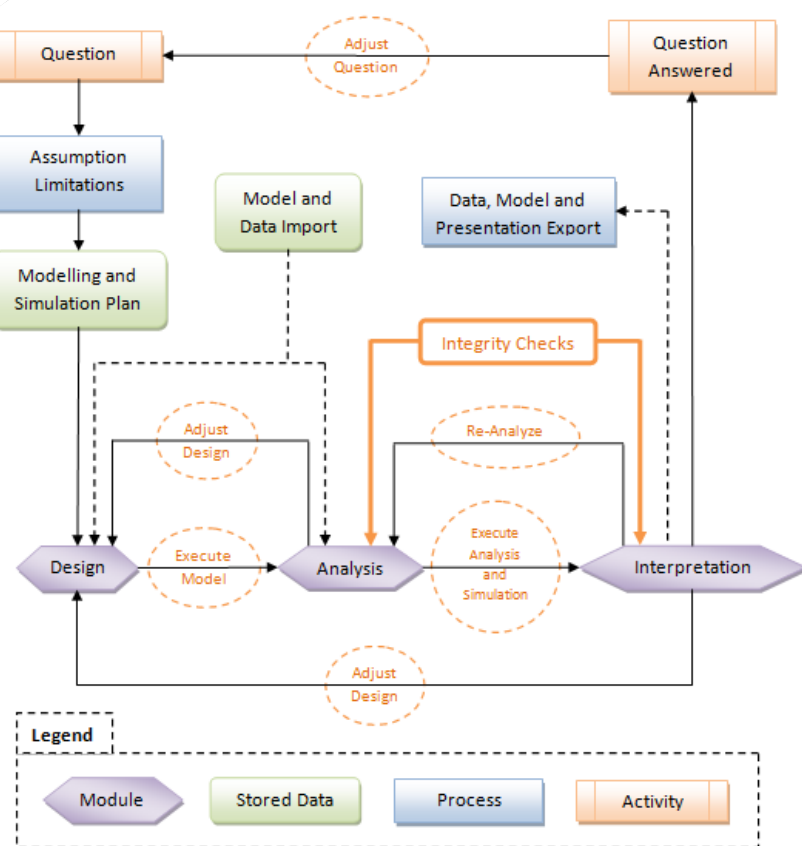 Question
Adjust
Question
Question
Answered
Assumption
Limitations
Model and
Data Import
Data, Model and
Presentation Export
Modelling and
Simulation Plan
Integrity Checks
Adjust
Design
Re-Analyze
Design
Execute
Model
Analysis
Execute
Analysis
and
Simulation
Interpretation
Adjust
Design
Legend
Module
Stored Data
Process
Activity